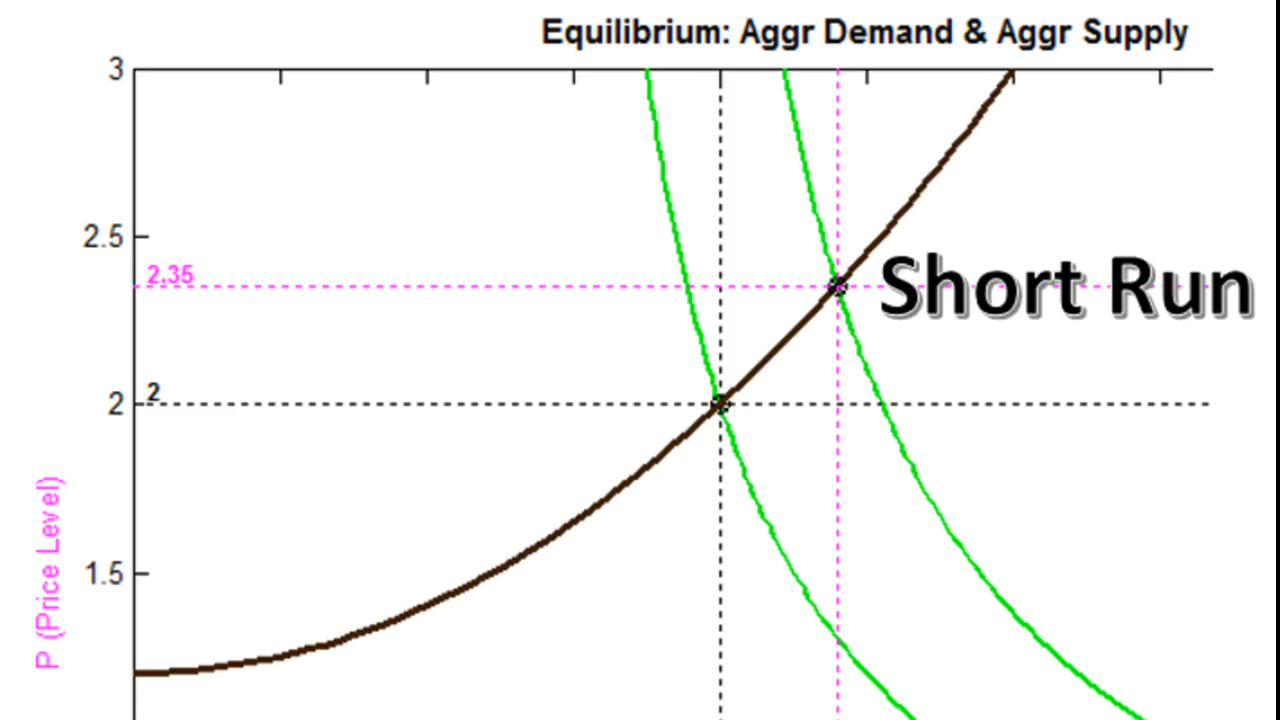 Equilibrium: Aggr Demand & Aggr Supply
3
2.5
2.35
Short Run
2
2
1.5
P (Price Level)